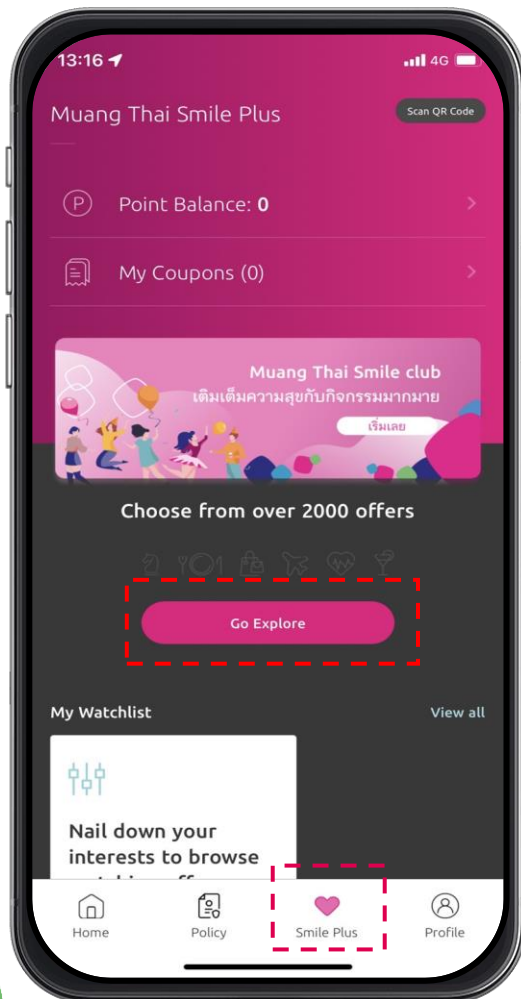 13:16
4G
Muang Thai Smile Plus
Scan QR Code
P
Point Balance: 0
My Coupons (0)
Muang Thai Smile club
เติมเต็มความสุขกับกิจกรรมมากมาย
เริ่มเลย
Choose from over 2000 offers
Go Explore
My Watchlist
View all
Nail down your
interests to browse
Home
Policy
Smile Plus
Profile